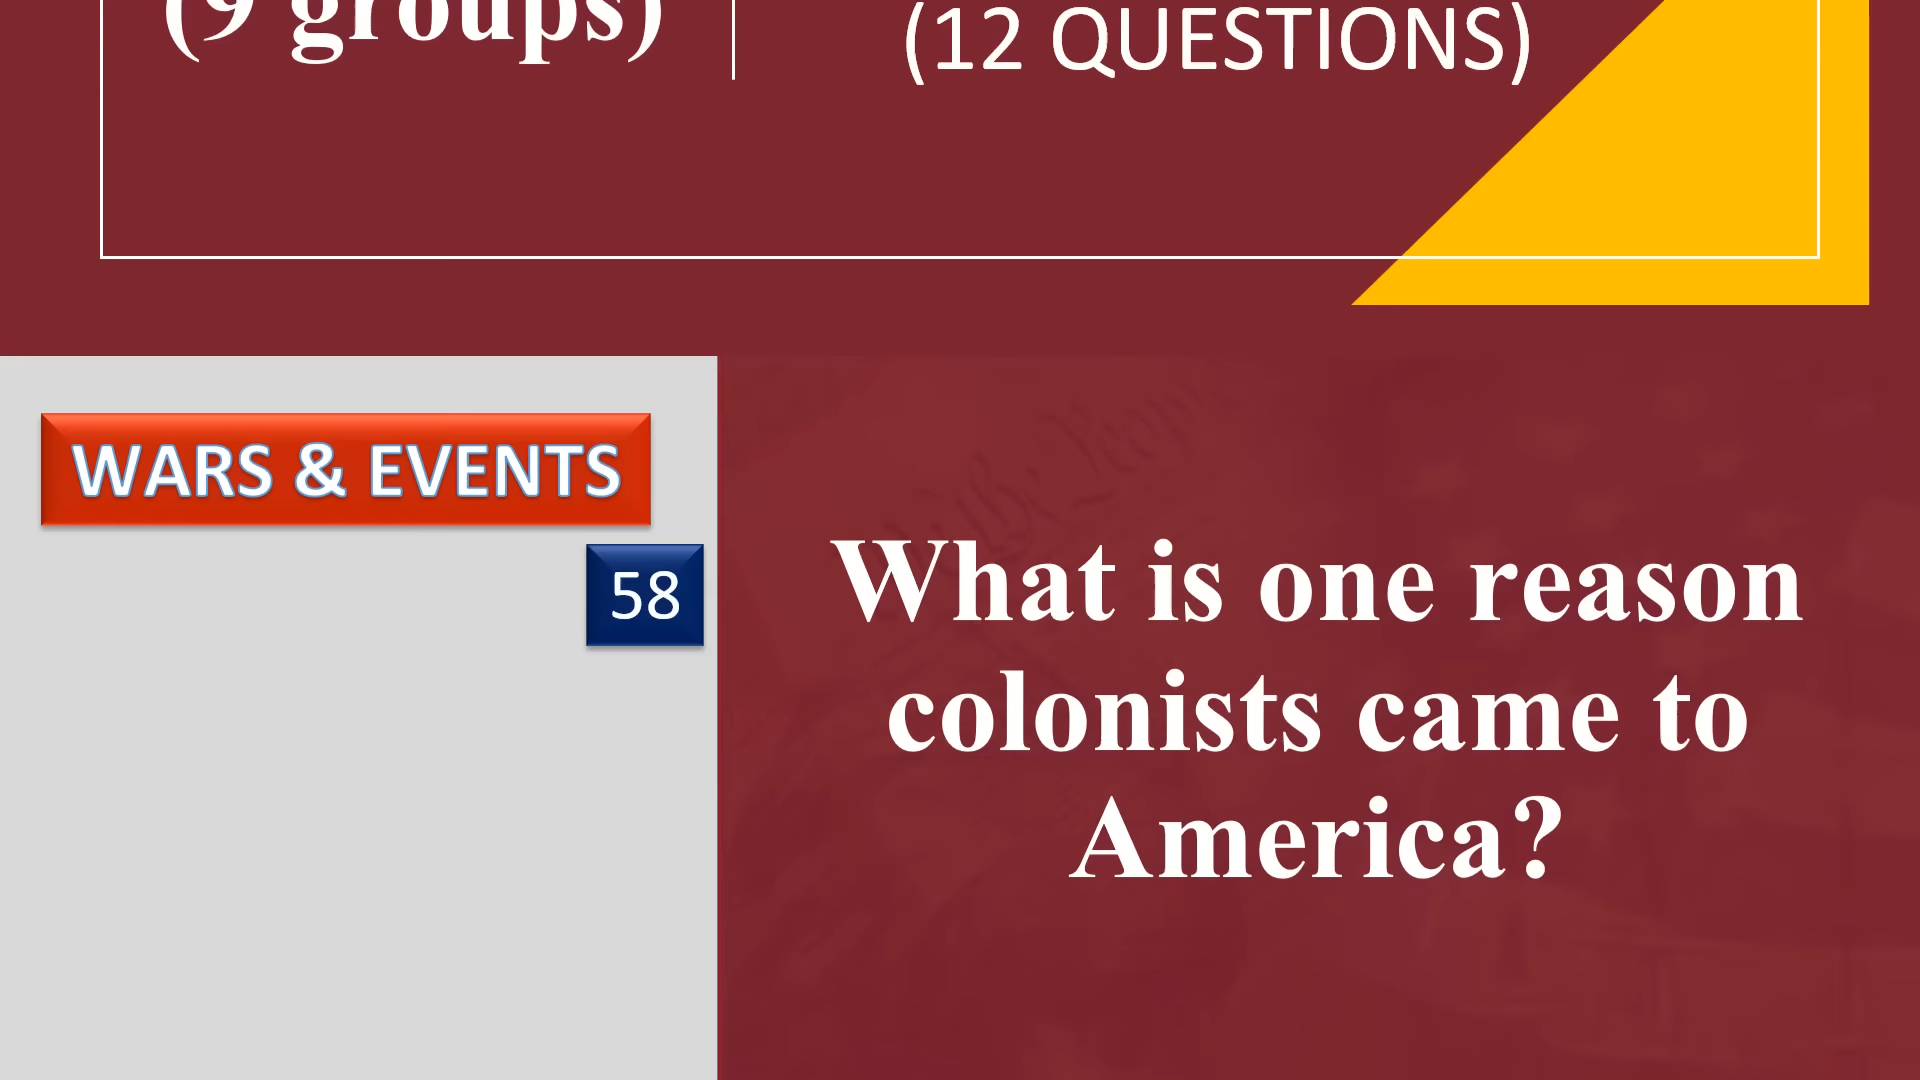 (9 groups)
(12 QUESTIONS)
WARS & EVENTS
58
What is one reason
colonists came to
America?